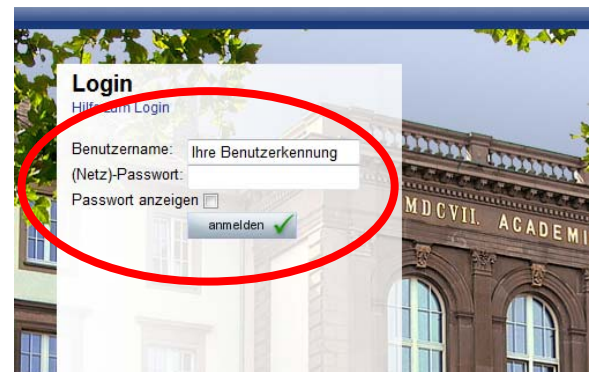 Login
Hilfe zum Login
Benutzername: Ihre Benutzerkennung
(Netz)-Passwort:
Passwort anzeigen
anmelden
MDCVII. ACADEMI